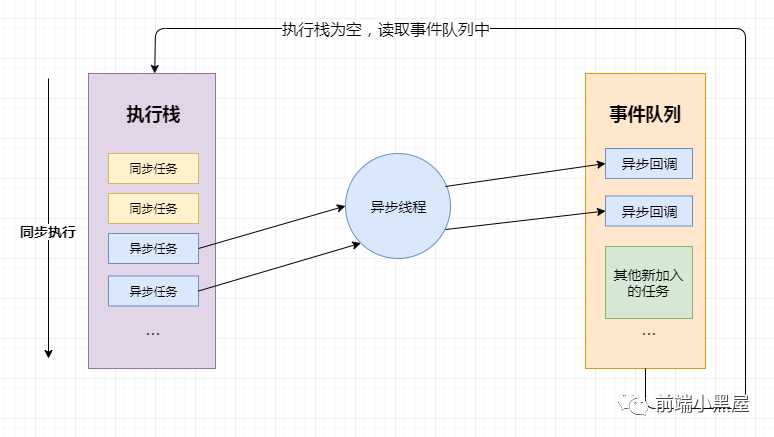 执行栈为空，读取事件队列中
执行栈
同步任务
同步任务
异步任务
异步任务
...
同步执行
异步线程
事件队列
异步回调
异步回调
其他新加入
的任务
...
前端小黑屋